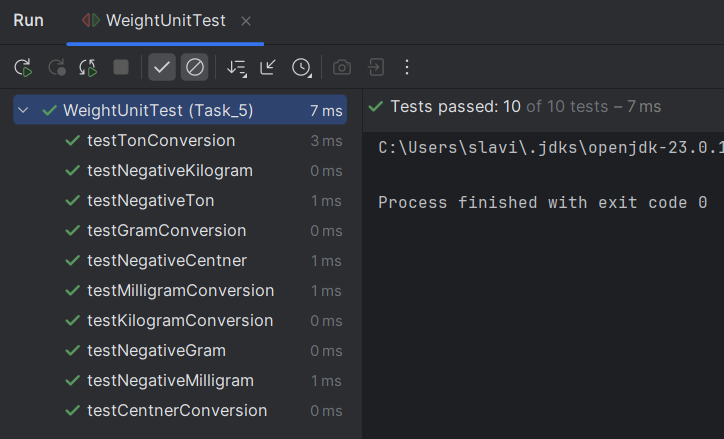 Run WeightUnitTest
WeightUnitTest (Task_5) 7 ms
testTonConversion 3 ms
testNegativeKilogram 0 ms
testNegativeTon 1 ms
testGramConversion 0 ms
testNegativeCentner 1 ms
testMilligramConversion 1 ms
testKilogramConversion 0 ms
testNegativeGram 0 ms
testNegativeMilligram 1 ms
testCentnerConversion 0 ms
Tests passed: 10 of 10 tests – 7 ms
C:\Users\slavi\.jdks\openjdk-23.0.1
Process finished with exit code 0